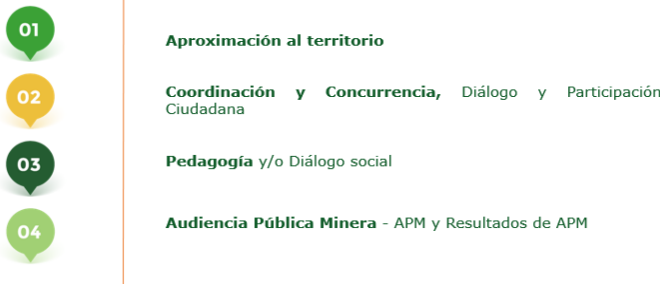 01
Aproximación al territorio
02
Coordinación y Concurrencia, Diálogo y Participación
Ciudadana
03
Pedagogía y/o Diálogo social
04
Audiencia Pública Minera - APM y Resultados de APM